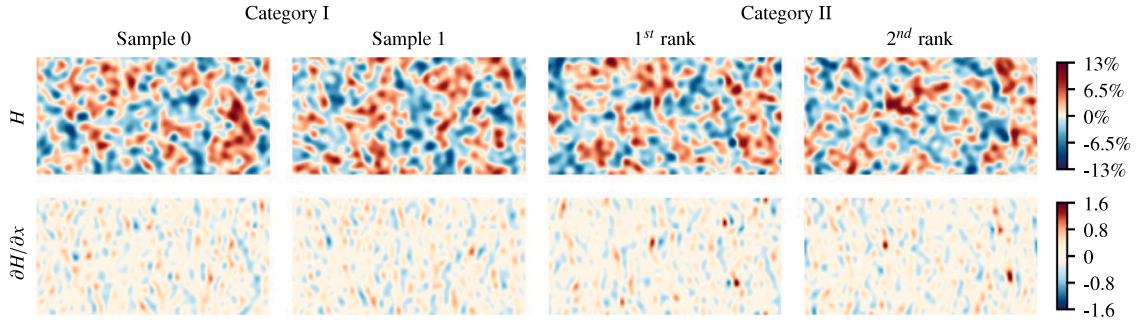 Category I
Category II
Sample 0
Sample 1
1st rank
2nd rank
H
13%
6.5%
0%
-6.5%
-13%
∂H/∂x
1.6
0.8
0
-0.8
-1.6